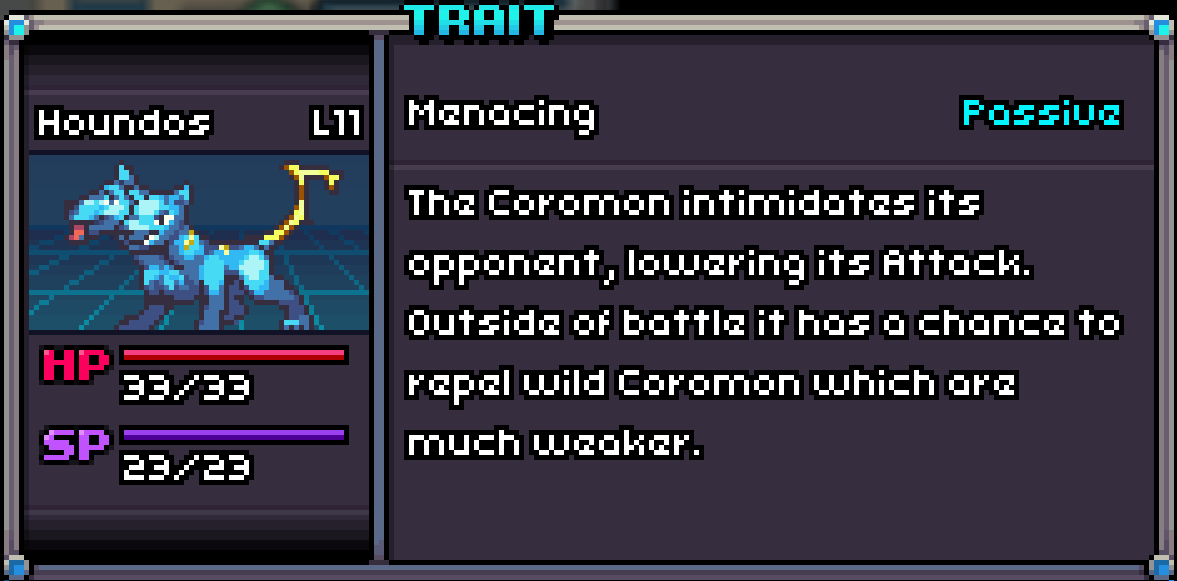 TRAIT
Houndos L11
HP
33/33
SP
23/23
Menacing Passive
The Coromon intimidates its
opponent, lowering its Attack.
Outside of battle it has a chance to
repel wild Coromon which are
much weaker.